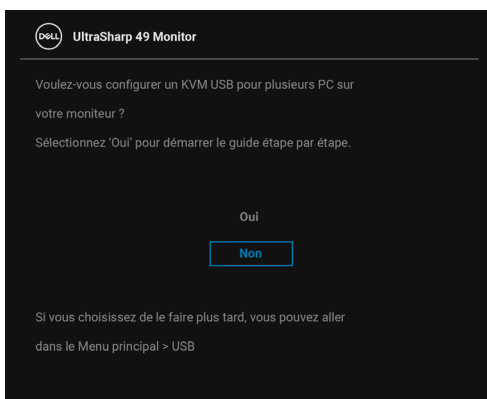 DELL UltraSharp 49 Monitor
Voulez-vous configurer un KVM USB pour plusieurs PC sur
votre moniteur ?
Sélectionnez ‘Oui’ pour démarrer le guide étape par étape.
Oui
Non
Si vous choisissez de le faire plus tard, vous pouvez aller
dans le Menu principal > USB